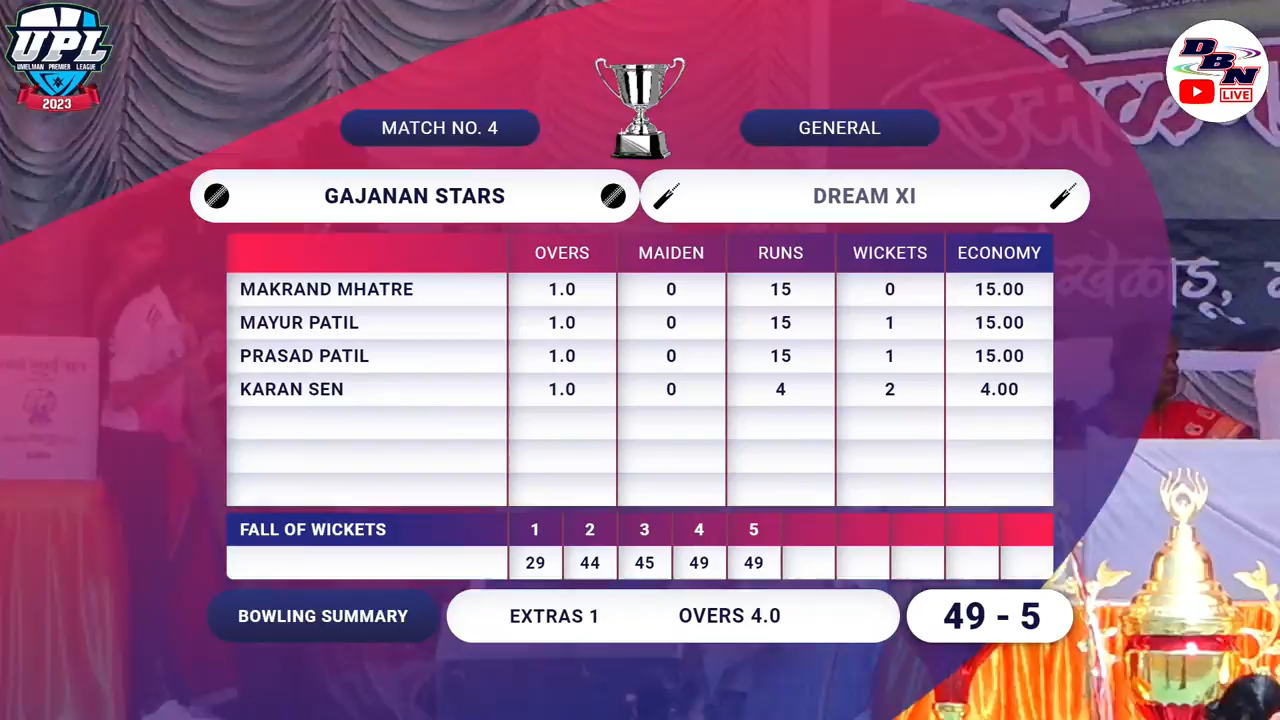 UPL
UMELMAN PREMIER LEAGUE
2023
DBN
LIVE
MATCH NO. 4
GENERAL
GAJANAN STARS
DREAM XI
OVERS MAIDEN RUNS WICKETS ECONOMY
MAKRAND MHATRE 1.0 0 15 0 15.00
MAYUR PATIL 1.0 0 15 1 15.00
PRASAD PATIL 1.0 0 15 1 15.00
KARAN SEN 1.0 0 4 2 4.00
FALL OF WICKETS 1 2 3 4 5
29 44 45 49 49
BOWLING SUMMARY EXTRAS 1 OVERS 4.0 49 - 5